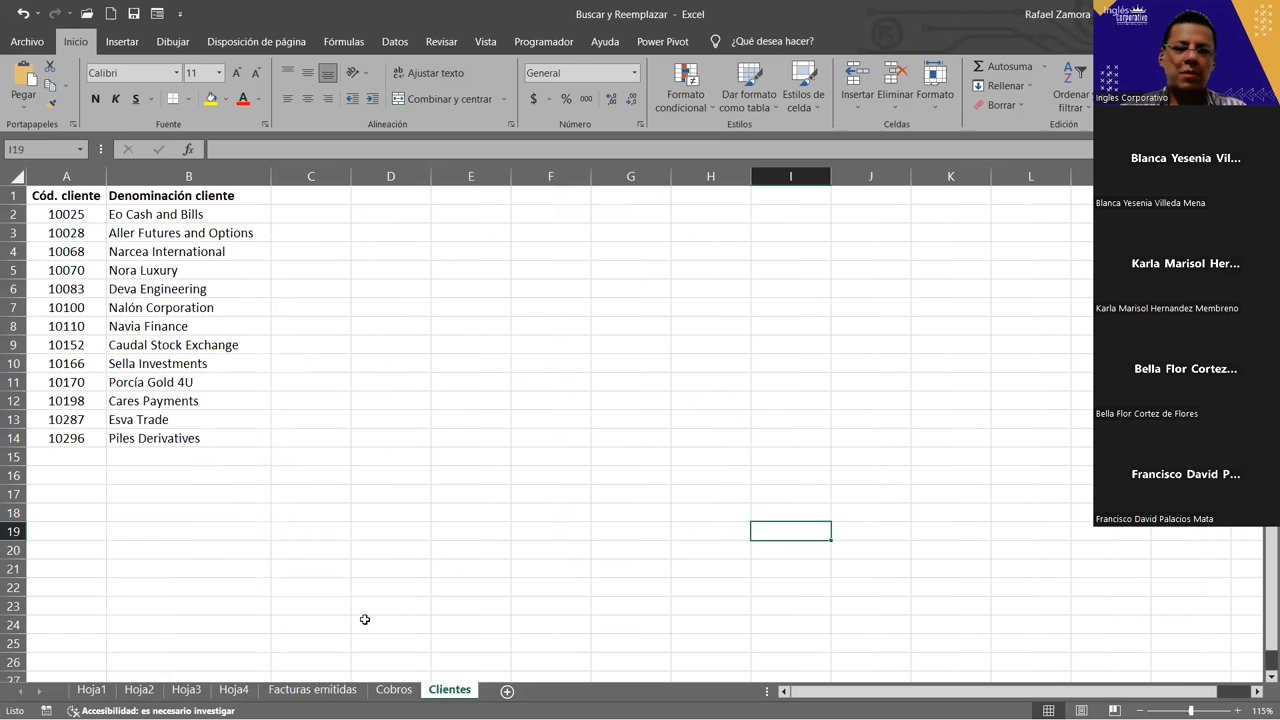 Buscar y Reemplazar - Excel
Rafael Zamora
Archivo Inicio Insertar Dibujar Disposición de página Fórmulas Datos Revisar Vista Programador Ayuda Power Pivot ¿Qué desea hacer?
Pegar
Calibri 11
N K S
Ajustar texto
Combinar y centrar
General
$ % 000
Formato condicional
Dar formato como tabla
Estilos de celda
Insertar
Eliminar
Formato
Autosuma
Rellenar
Borrar
Ordenar
filtrar
Portapapeles Fuente Alineación Número Estilos Celdas Edición
I19 fx
A B C D E F G H I J K L
1 Cód. cliente Denominación cliente
2 10025 Eo Cash and Bills
3 10028 Aller Futures and Options
4 10068 Narcea International
5 10070 Nora Luxury
6 10083 Deva Engineering
7 10100 Nalón Corporation
8 10110 Navia Finance
9 10152 Caudal Stock Exchange
10 10166 Sella Investments
11 10170 Porcía Gold 4U
12 10198 Cares Payments
13 10287 Esva Trade
14 10296 Piles Derivatives
15
16
17
18
19
20
21
22
23
24
25
26
27
Hoja1 Hoja2 Hoja3 Hoja4 Facturas emitidas Cobros Clientes
Listo Accesibilidad: es necesario investigar 115%
Inglés
Corporativo
Ingles Corporativo
Blanca Yesenia Vil...
Blanca Yesenia Villeda Mena
Karla Marisol Her...
Karla Marisol Hernandez Membreno
Bella Flor Cortez...
Bella Flor Cortez de Flores
Francisco David P...
Francisco David Palacios Mata